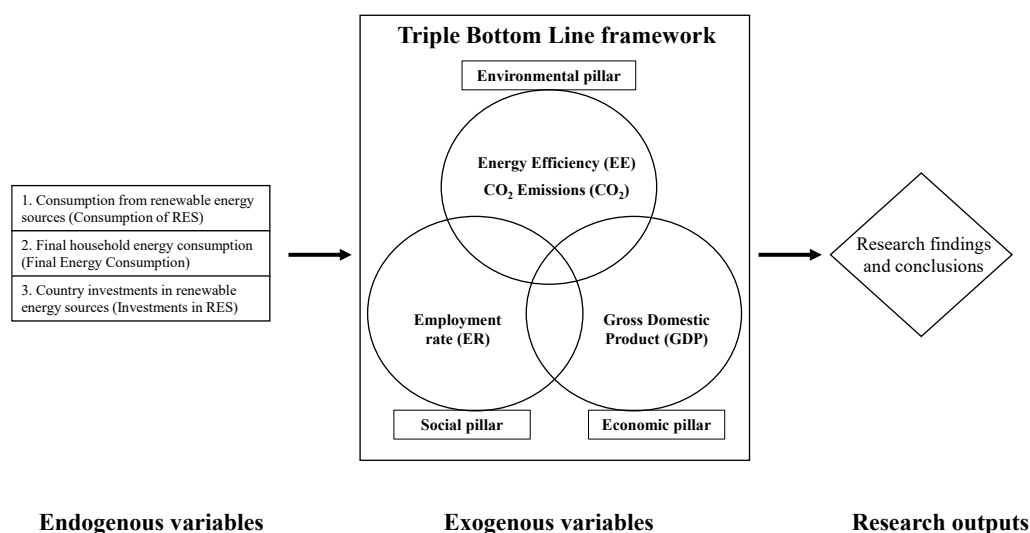 Triple Bottom Line framework
Environmental pillar
Energy Efficiency (EE)
CO₂ Emissions (CO₂)
1. Consumption from renewable energy
sources (Consumption of RES)
2. Final household energy consumption
(Final Energy Consumption)
3. Country investments in renewable
energy sources (Investments in RES)
Employment
rate (ER)
Gross Domestic
Product (GDP)
Social pillar
Economic pillar
Research findings
and conclusions
Endogenous variables
Exogenous variables
Research outputs